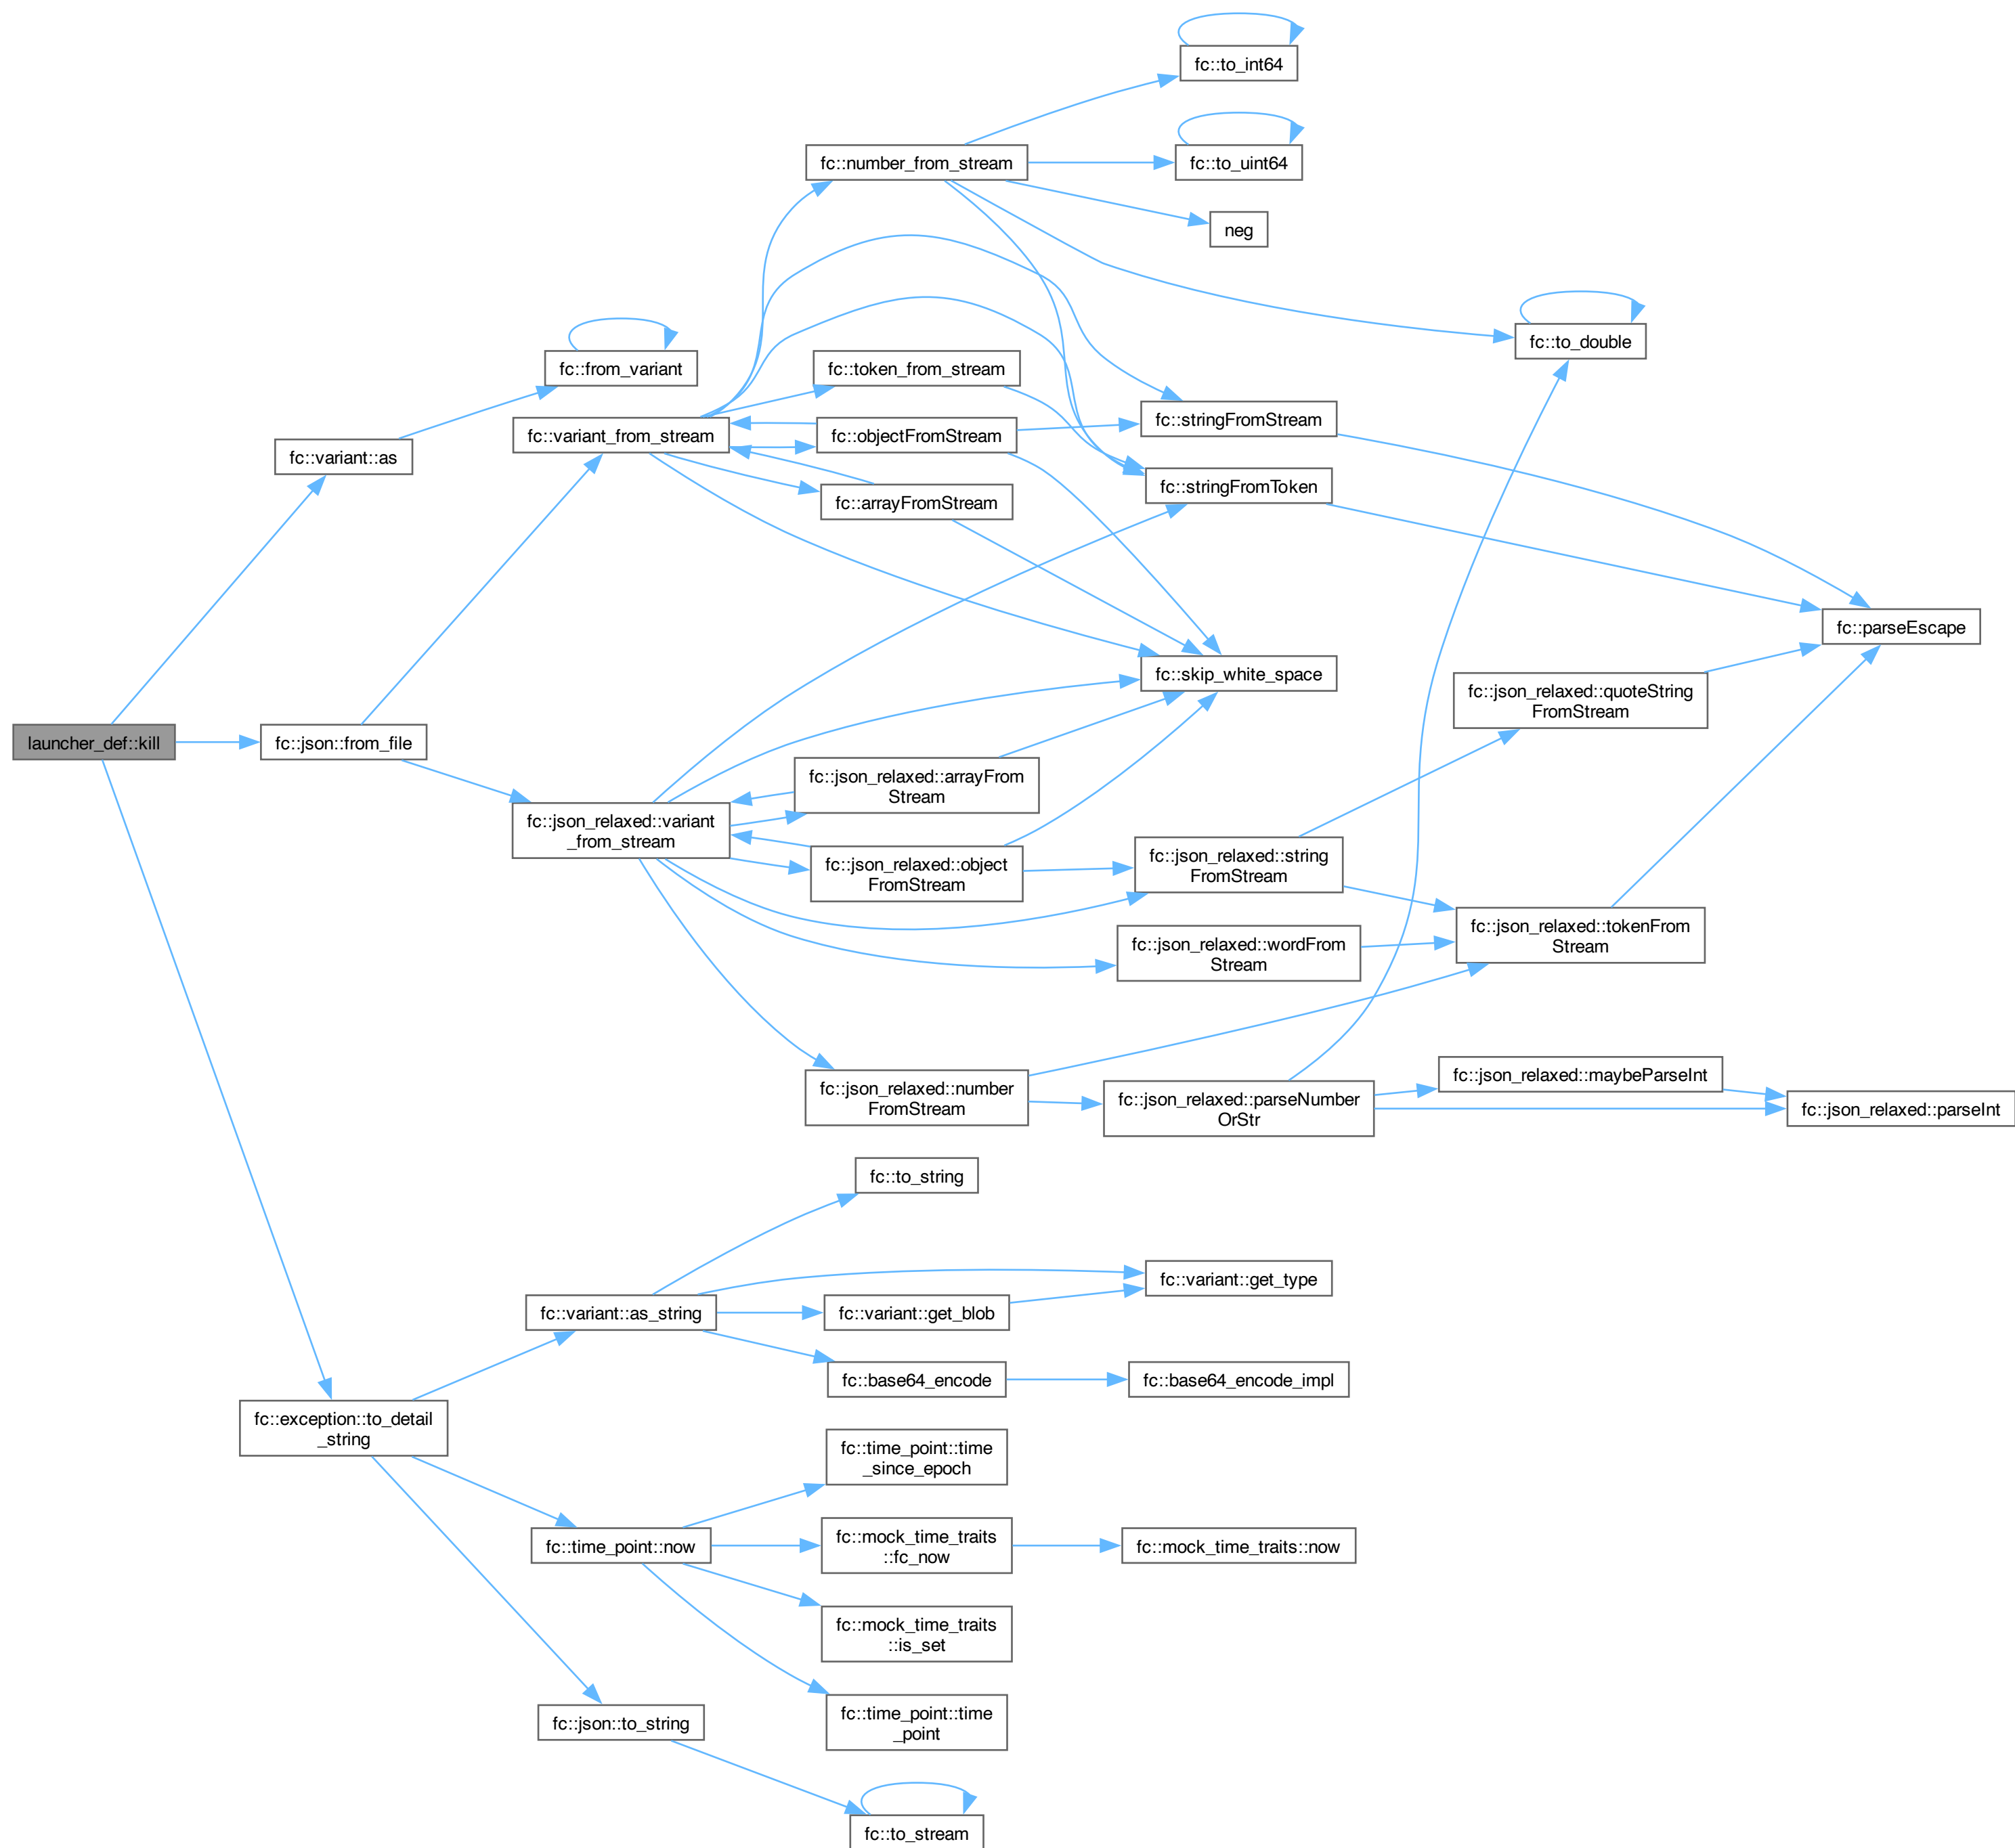 fc::to_int64
fc::number_from_stream
fc::to_uint64
neg
fc::to_double
fc::from_variant
fc::token_from_stream
fc::stringFromStream
fc::variant_from_stream
fc::objectFromStream
fc::variant::as
fc::stringFromToken
fc::arrayFromStream
fc::parseEscape
fc::skip_white_space
fc::json_relaxed::quoteString
FromStream
launcher_def::kill
fc::json::from_file
fc::json_relaxed::arrayFrom
Stream
fc::json_relaxed::variant
_from_stream
fc::json_relaxed::object
FromStream
fc::json_relaxed::string
FromStream
fc::json_relaxed::tokenFrom
Stream
fc::json_relaxed::wordFrom
Stream
fc::json_relaxed::number
FromStream
fc::json_relaxed::parseNumber
OrStr
fc::json_relaxed::maybeParseInt
fc::json_relaxed::parseInt
fc::to_string
fc::variant::get_type
fc::variant::as_string
fc::variant::get_blob
fc::base64_encode
fc::base64_encode_impl
fc::exception::to_detail
_string
fc::time_point::time
_since_epoch
fc::time_point::now
fc::mock_time_traits
::fc_now
fc::mock_time_traits::now
fc::mock_time_traits
::is_set
fc::json::to_string
fc::time_point::time
_point
fc::to_stream